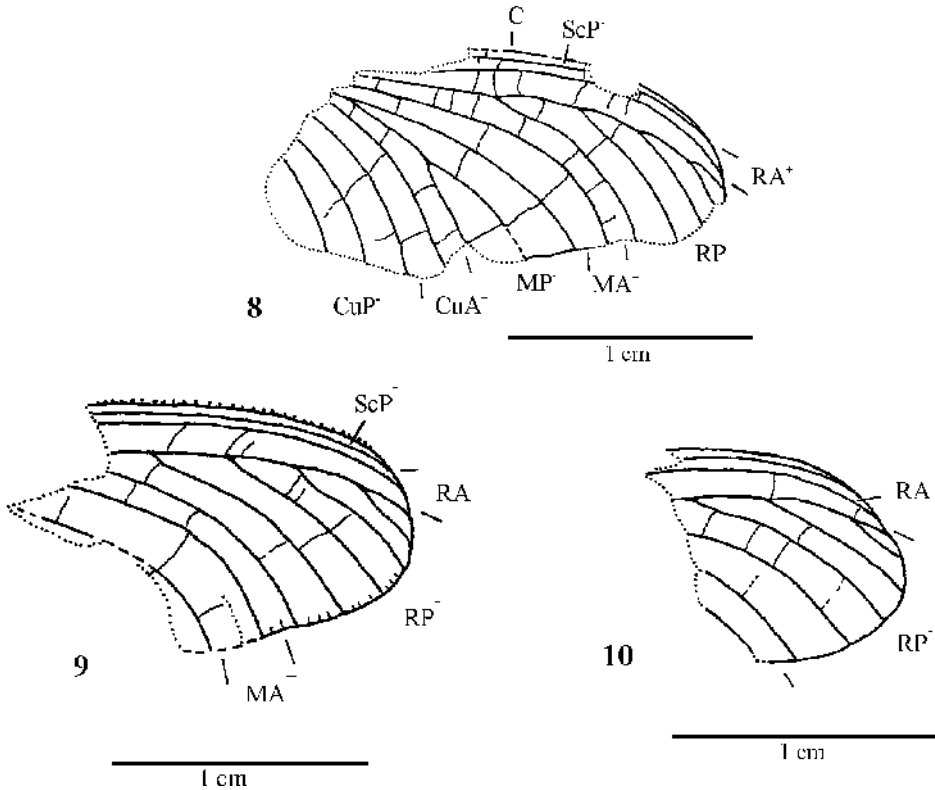 C
ScP-
RA+
RP
MA-
MP-
CuA-
CuP-
8
1 cm
ScP-
RA
RP-
MA-
9
1 cm
RA
RP-
10
1 cm